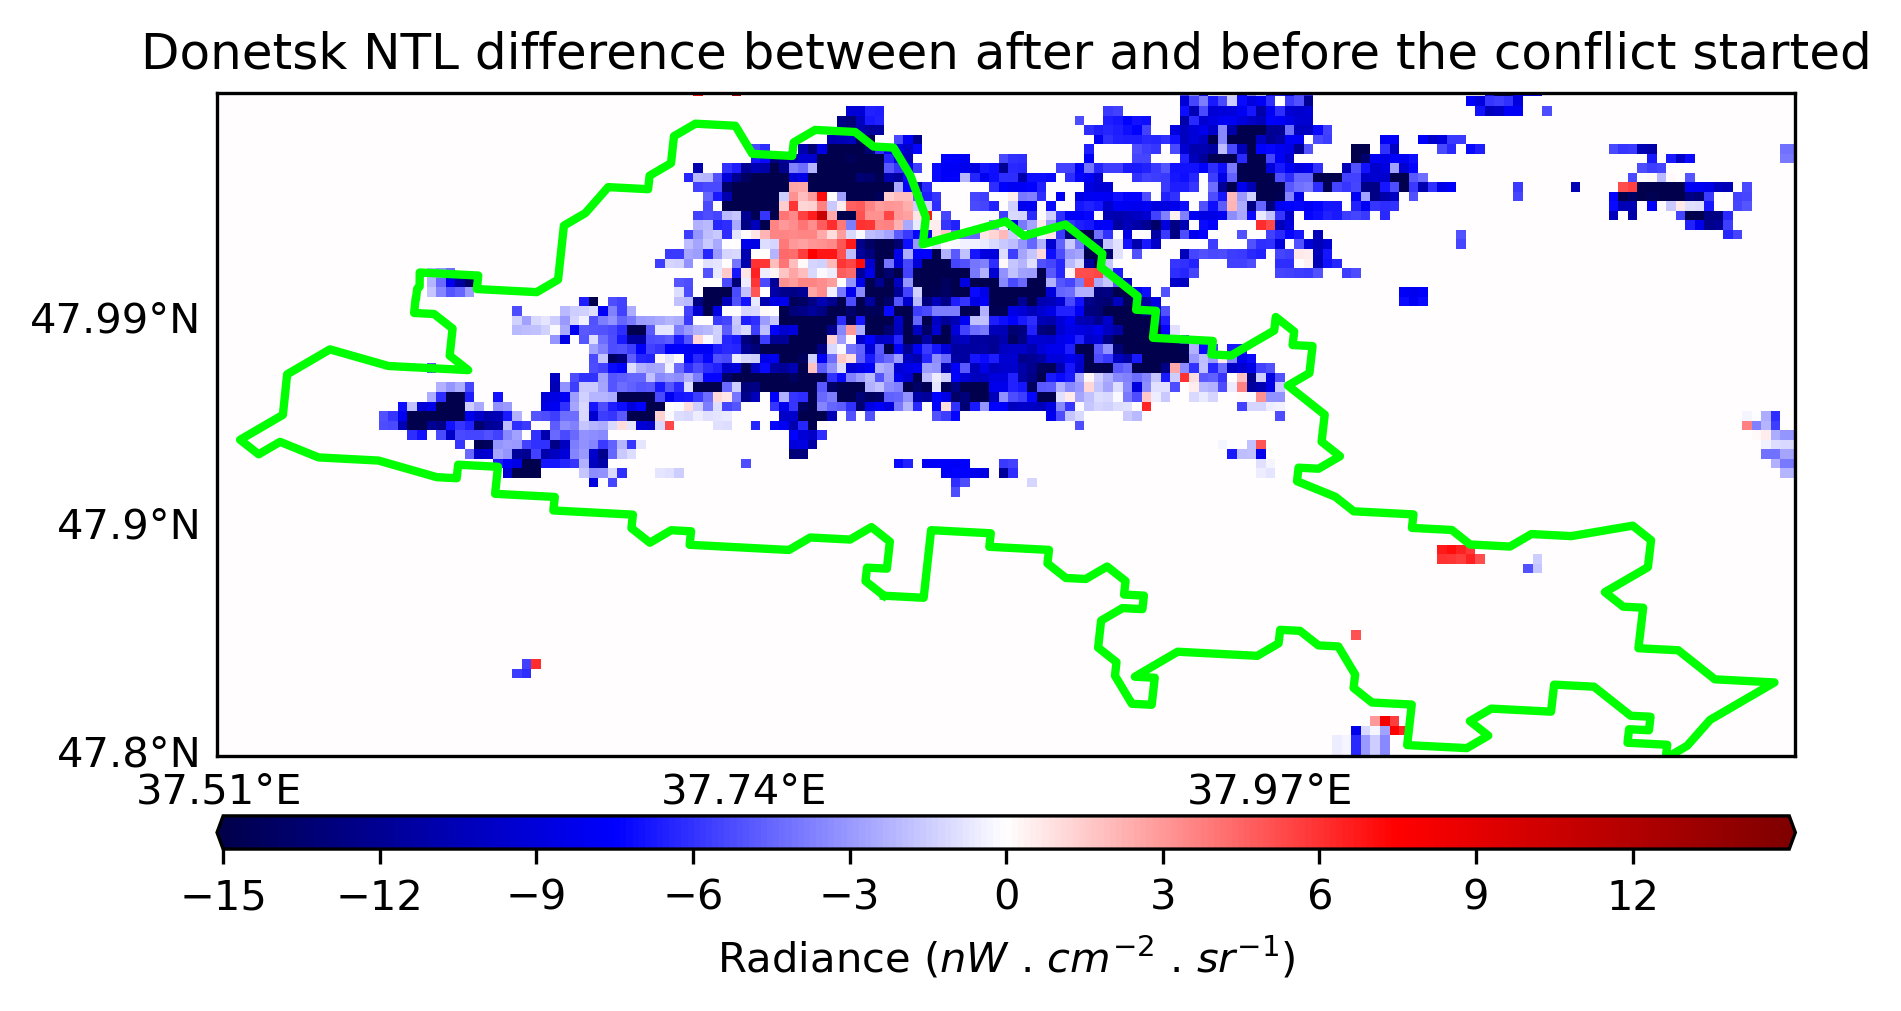 Donetsk NTL difference between after and before the conflict started
47.99°N
47.9°N
47.8°N
37.51°E 37.74°E 37.97°E
−15 −12 −9 −6 −3 0 3 6 9 12
Radiance (nW . cm⁻² . sr⁻¹)